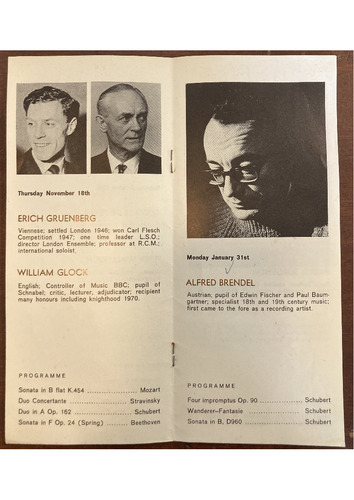 Thursday November 18th
ERICH GRUENBERG
Viennese; settled London 1946; won Carl Flesch
Competition 1947; one time leader L.S.O.;
director London Ensemble; professor at R.C.M.;
international soloist.
WILLIAM GLOCK
English; Controller of Music BBC; pupil of
Schnabel; critic, lecturer, adjudicator; recipient
many honours including knighthood 1970.
PROGRAMME
Sonata in B flat K.454 Mozart
Duo Concertante Stravinsky
Duo in A Op. 162 Schubert
Sonata in F Op. 24 (Spring) Beethoven
Monday January 31st
ALFRED BRENDEL
Austrian, pupil of Edwin Fischer and Paul Baum-
gartner; specialist 18th and 19th century music;
first came to the fore as a recording artist.
PROGRAMME
Four impromptus Op. 90 Schubert
Wanderer-Fantasie Schubert
Sonata in B, D960 Schubert